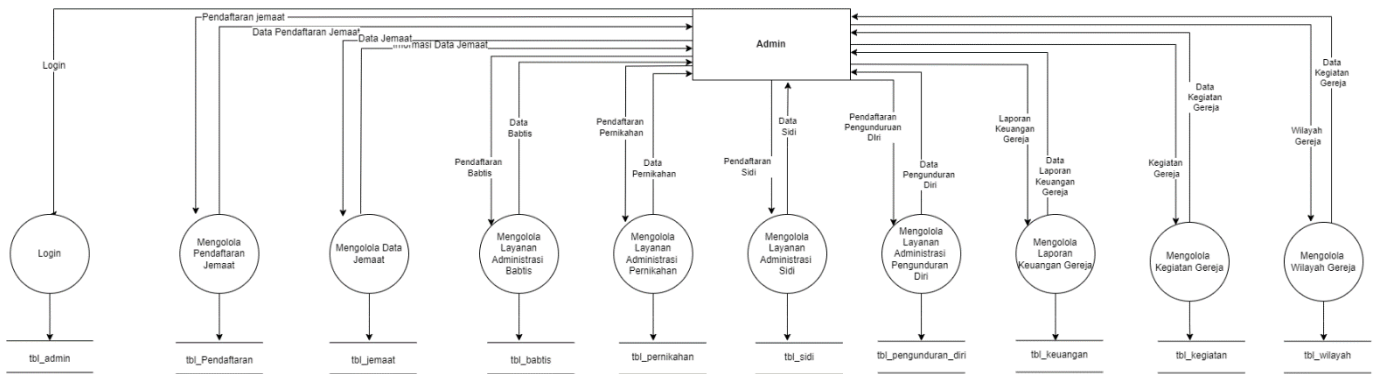 Pendaftaran jemaat
Data Pendaftaran Jemaat
Data Jemaat
Informasi Data Jemaat
Admin
Login
Data
Babtis
Pendaftaran
Babtis
Pendaftaran
Pernikahan
Data
Pernikahan
Data
Sidi
Pendaftaran
Sidi
Pendaftaran
Pengunduruan
DIri
Data
Pengunduran
Diri
Laporan
Keuangan
Gereja
Data
Laporan
Keuangan
Gereja
Data
Kegiatan
Gereja
Kegiatan
Gereja
Data
Kegiatan
Gereja
Wilayah
Gereja
Login
Mengolola
Pendaftaran
Jemaat
Mengolola Data
Jemaat
Mengolola
Layanan
Administrasi
Babtis
Mengolola
Layanan
Administrasi
Pernikahan
Mengolola
Layanan
Administrasi
Sidi
Mengolola
Layanan
Administrasi
Pengunduran
Diri
Mengolola
Laporan
Keuangan Gereja
Mengolola
Kegiatan Gereja
Mengolola
Wilayah Gereja
tbl_admin
tbl_Pendaftaran
tbl_jemaat
tbl_babtis
tbl_pernikahan
tbl_sidi
tbl_pengunduran_diri
tbl_keuangan
tbl_kegiatan
tbl_wilayah